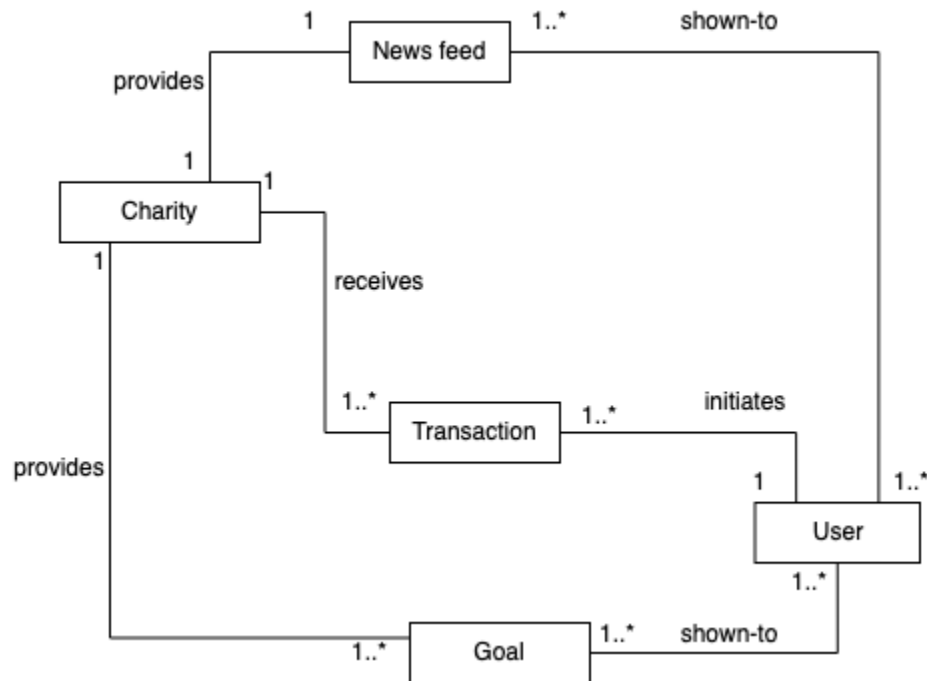 1
News feed
1..*
shown-to
provides
1
1
Charity
1
receives
1..*
Transaction
1..*
initiates
provides
1
1..*
User
1..*
1..*
Goal
1..*
shown-to